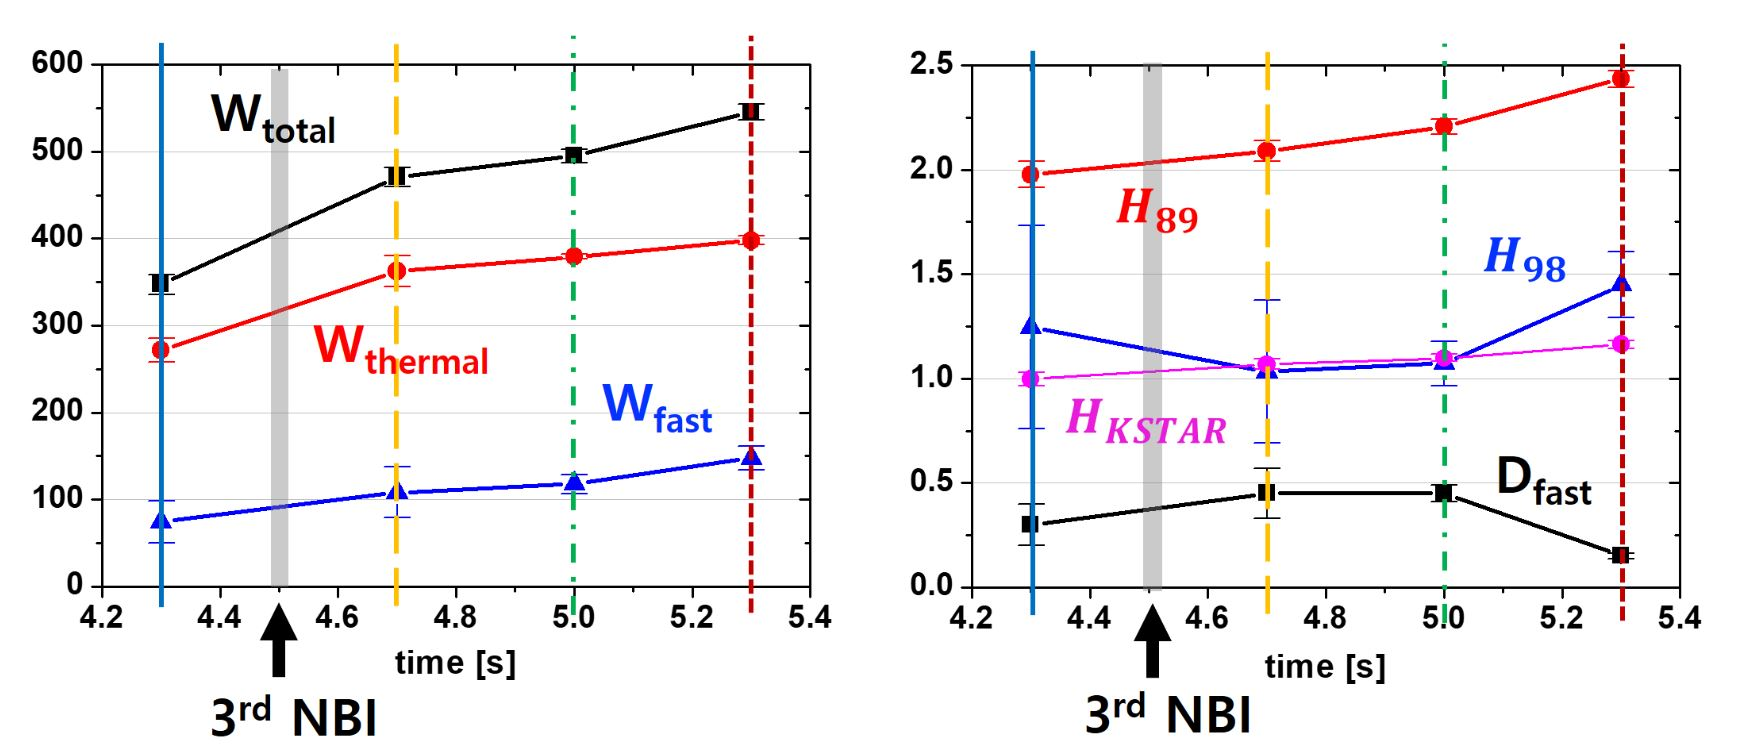 600
500
400
300
200
100
0
W_total
W_thermal
W_fast
4.2 4.4 4.6 4.8 5.0 5.2 5.4
time [s]
3rd NBI
2.5
2.0
1.5
1.0
0.5
0.0
H_89
H_98
H_KSTAR
D_fast
4.2 4.4 4.6 4.8 5.0 5.2 5.4
time [s]
3rd NBI